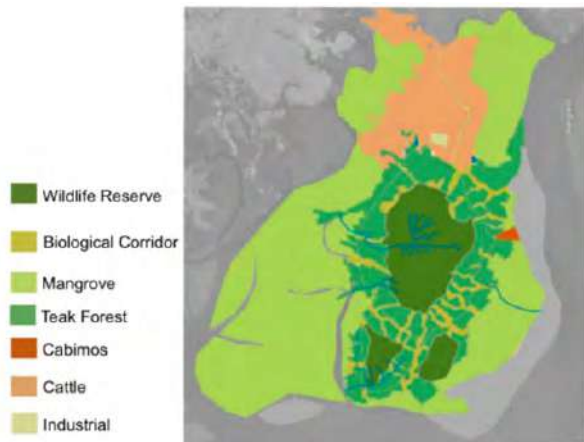 Wildlife Reserve
Biological Corridor
Mangrove
Teak Forest
Cabimos
Cattle
Industrial